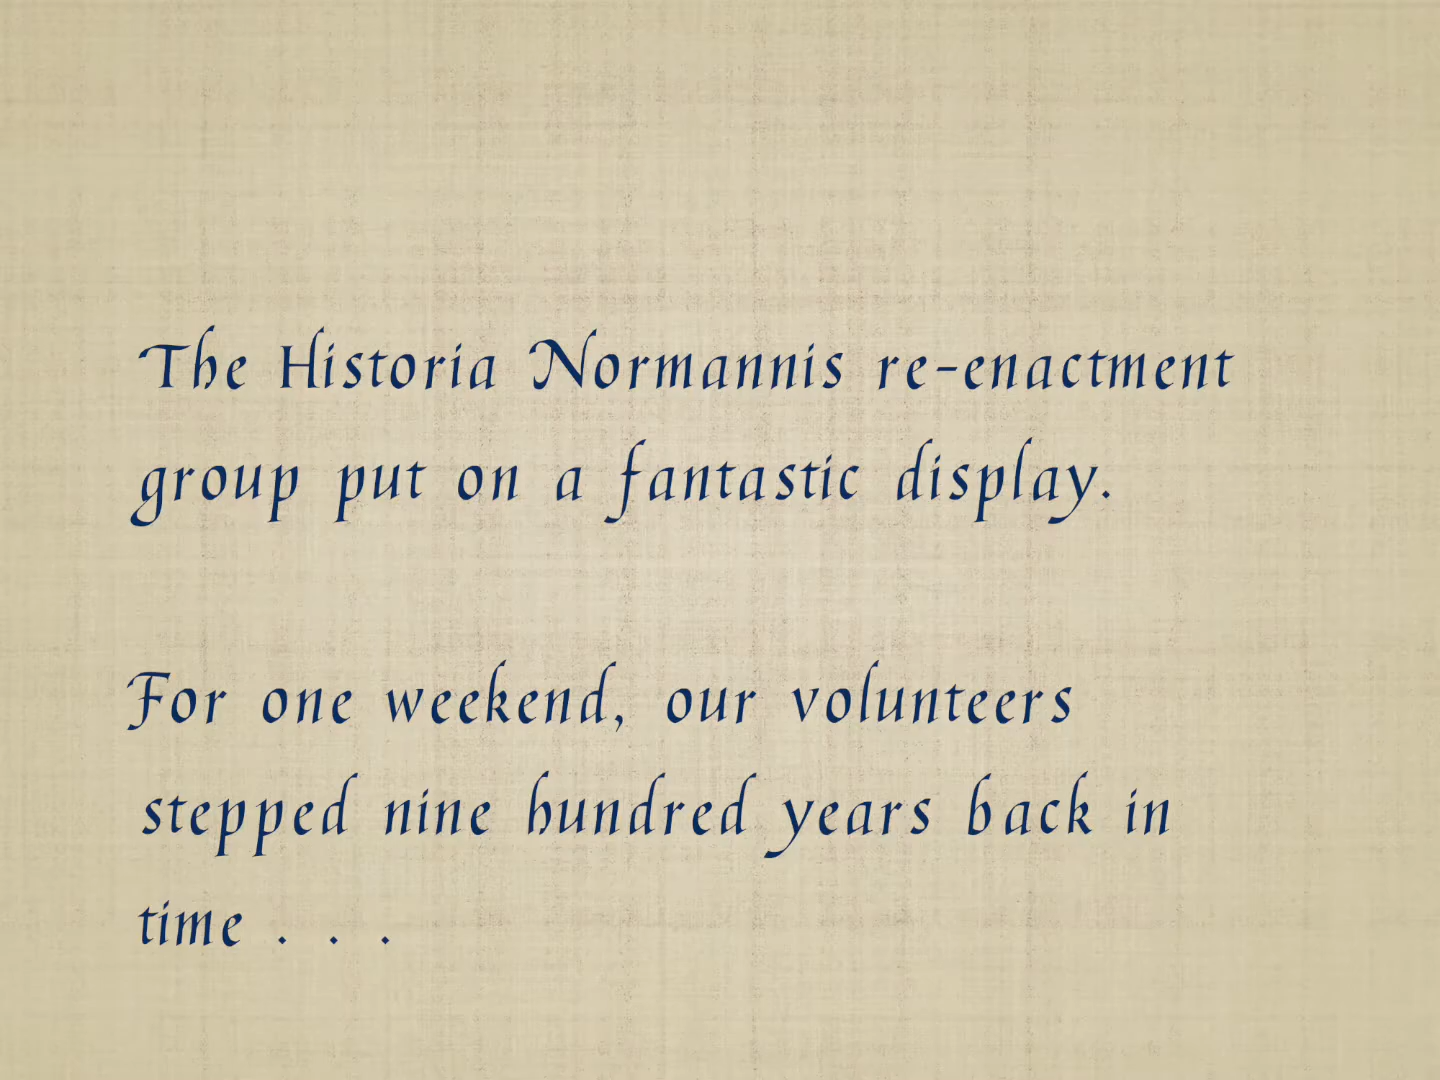 The Historia Normannis re-enactment
group put on a fantastic display.
For one weekend, our volunteers
stepped nine hundred years back in
time . . .